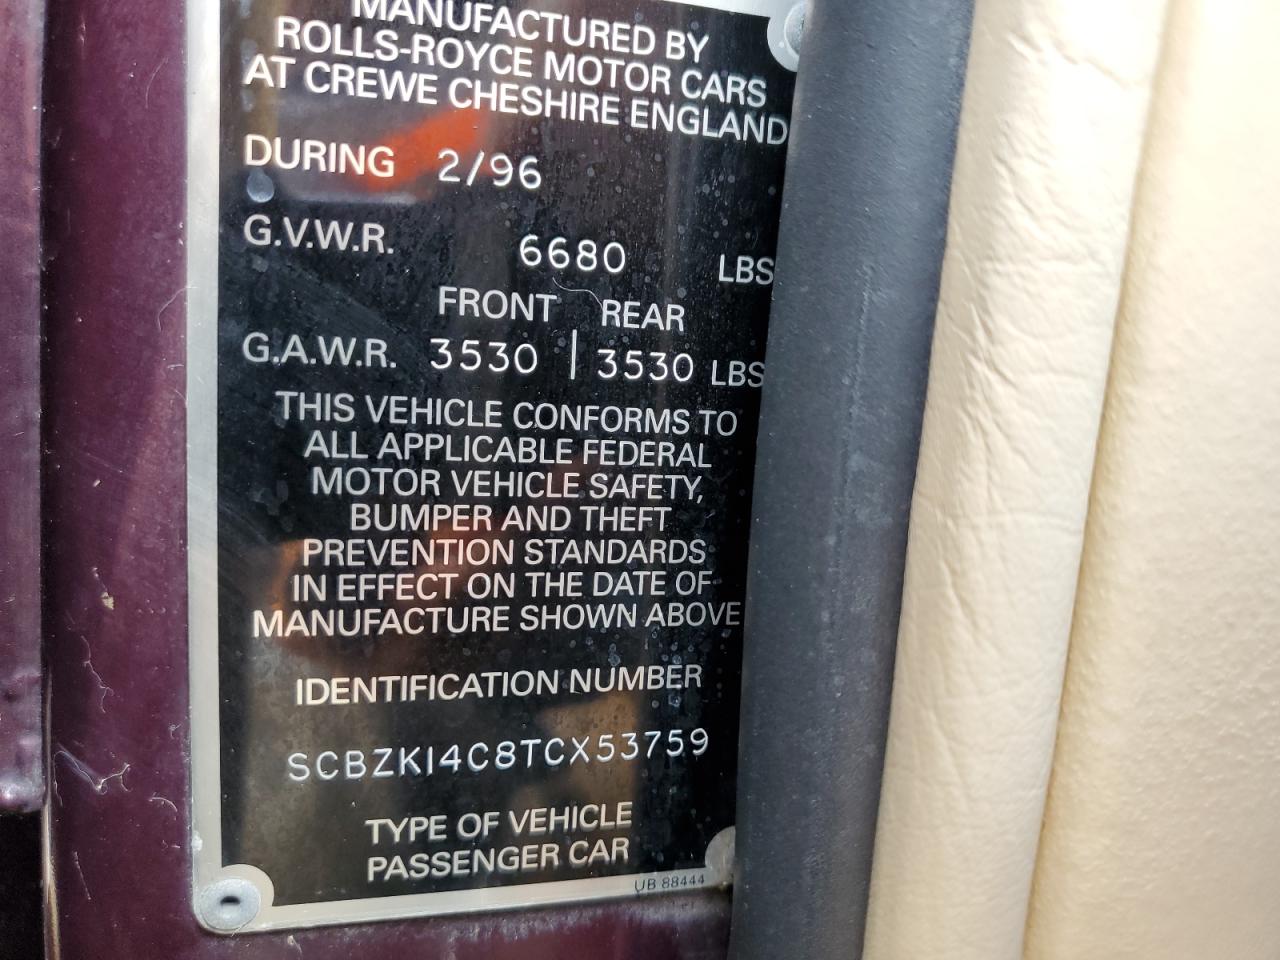 MANUFACTURED BY
ROLLS-ROYCE MOTOR CARS
AT CREWE CHESHIRE ENGLAND
DURING 2/96
G.V.W.R. 6680 LBS
FRONT REAR
G.A.W.R. 3530 | 3530 LBS
THIS VEHICLE CONFORMS TO
ALL APPLICABLE FEDERAL
MOTOR VEHICLE SAFETY,
BUMPER AND THEFT
PREVENTION STANDARDS
IN EFFECT ON THE DATE OF
MANUFACTURE SHOWN ABOVE
IDENTIFICATION NUMBER
SCBZK14C8TCX53759
TYPE OF VEHICLE
PASSENGER CAR
UB 88444